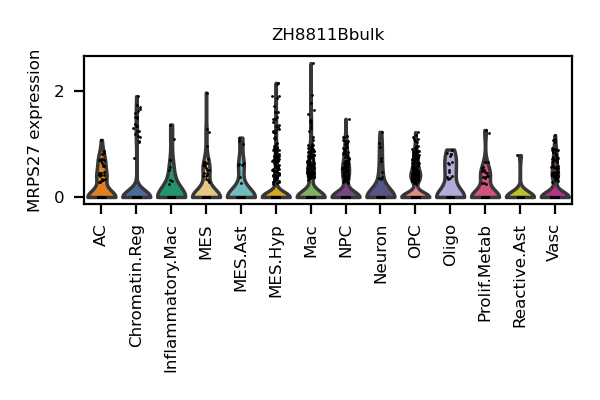 ZH8811Bbulk
MRPS27 expression
2
0
AC
Chromatin.Reg
Inflammatory.Mac
MES
MES.Ast
MES.Hyp
Mac
NPC
Neuron
OPC
Oligo
Prolif.Metab
Reactive.Ast
Vasc